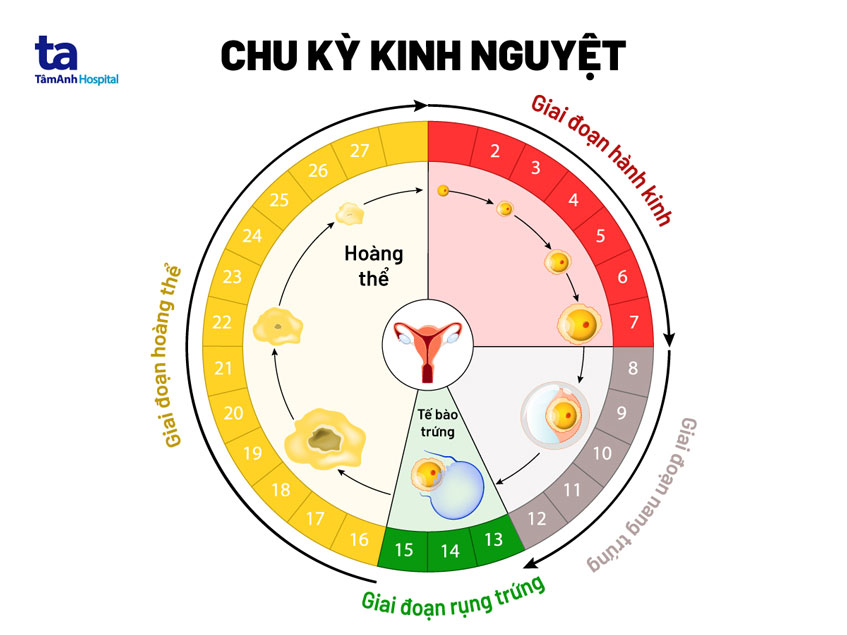 ta
TâmAnh Hospital
CHU KỲ KINH NGUYỆT
Giai đoạn hành kinh
2
3
4
5
6
7
Giai đoạn nang trứng
8
9
10
11
12
Giai đoạn rụng trứng
13
14
15
Giai đoạn hoàng thể
16
17
18
19
20
21
22
23
24
25
26
27
Hoàng
thể
Tế bào
trứng